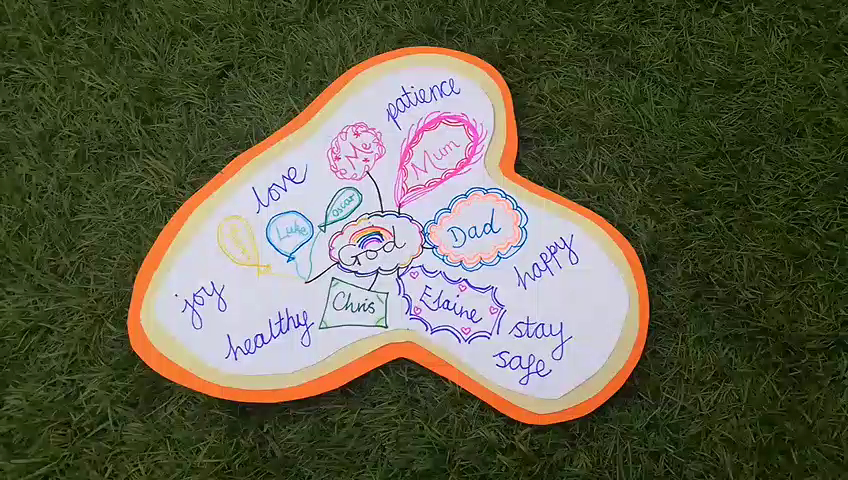 patience
Me
Mum
love
Oscar
Luke
God
Dad
happy
joy
Chris
Elaine
healthy
stay
safe